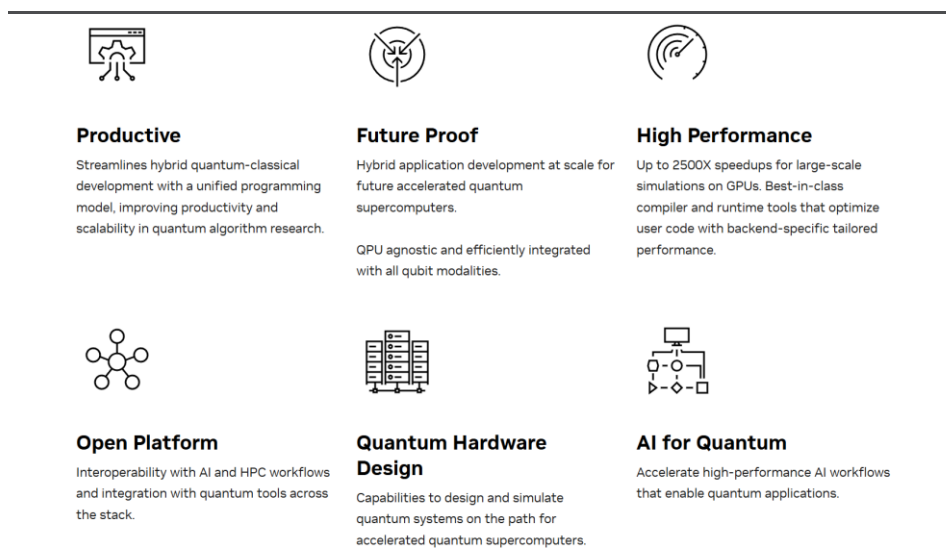 Productive
Streamlines hybrid quantum-classical
development with a unified programming
model, improving productivity and
scalability in quantum algorithm research.
Future Proof
Hybrid application development at scale for
future accelerated quantum
supercomputers.
QPU agnostic and efficiently integrated
with all qubit modalities.
High Performance
Up to 2500X speedups for large-scale
simulations on GPUs. Best-in-class
compiler and runtime tools that optimize
user code with backend-specific tailored
performance.
Open Platform
Interoperability with AI and HPC workflows
and integration with quantum tools across
the stack.
Quantum Hardware
Design
Capabilities to design and simulate
quantum systems on the path for
accelerated quantum supercomputers.
AI for Quantum
Accelerate high-performance AI workflows
that enable quantum applications.